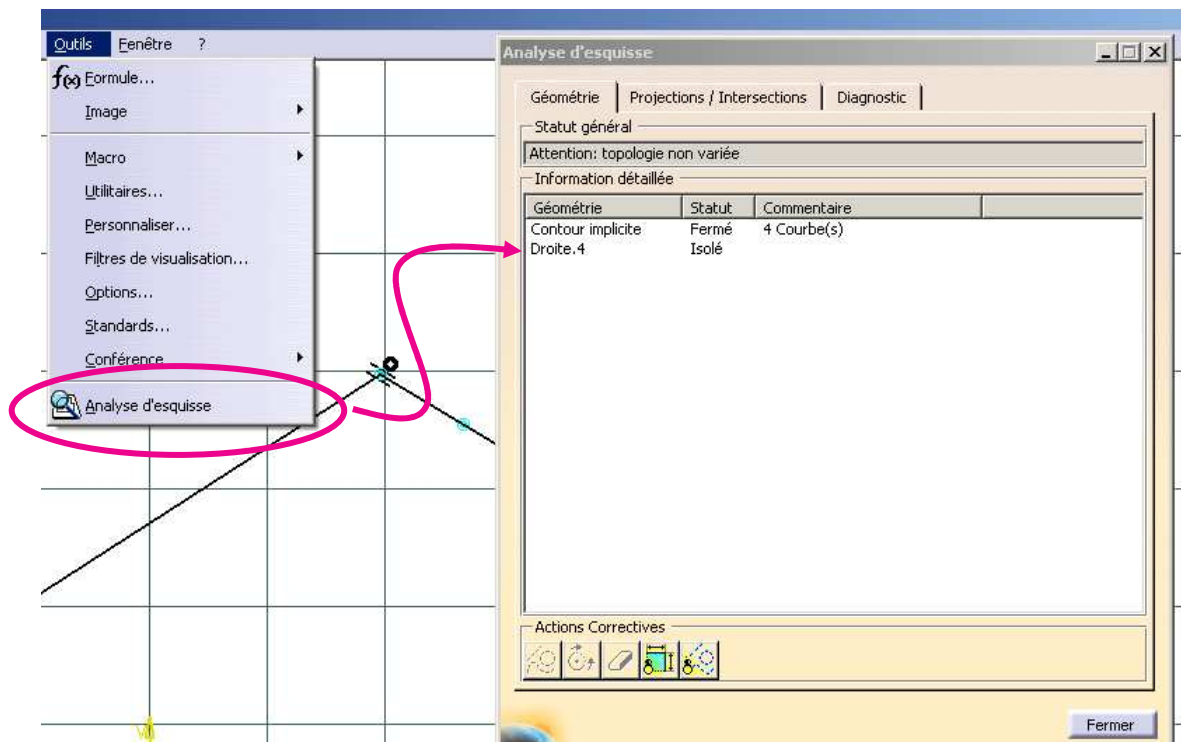 Outils Fenêtre ?
f(x) Formule...
Image
Macro
Utilitaires...
Personnaliser...
Filtres de visualisation...
Options...
Standards...
Conférence
Analyse d'esquisse
Analyse d'esquisse
Géométrie Projections / Intersections Diagnostic
Statut général
Attention: topologie non variée
Information détaillée
Géométrie Statut Commentaire
Contour implicite Fermé 4 Courbe(s)
Droite.4 Isolé
Actions Correctives
Fermer